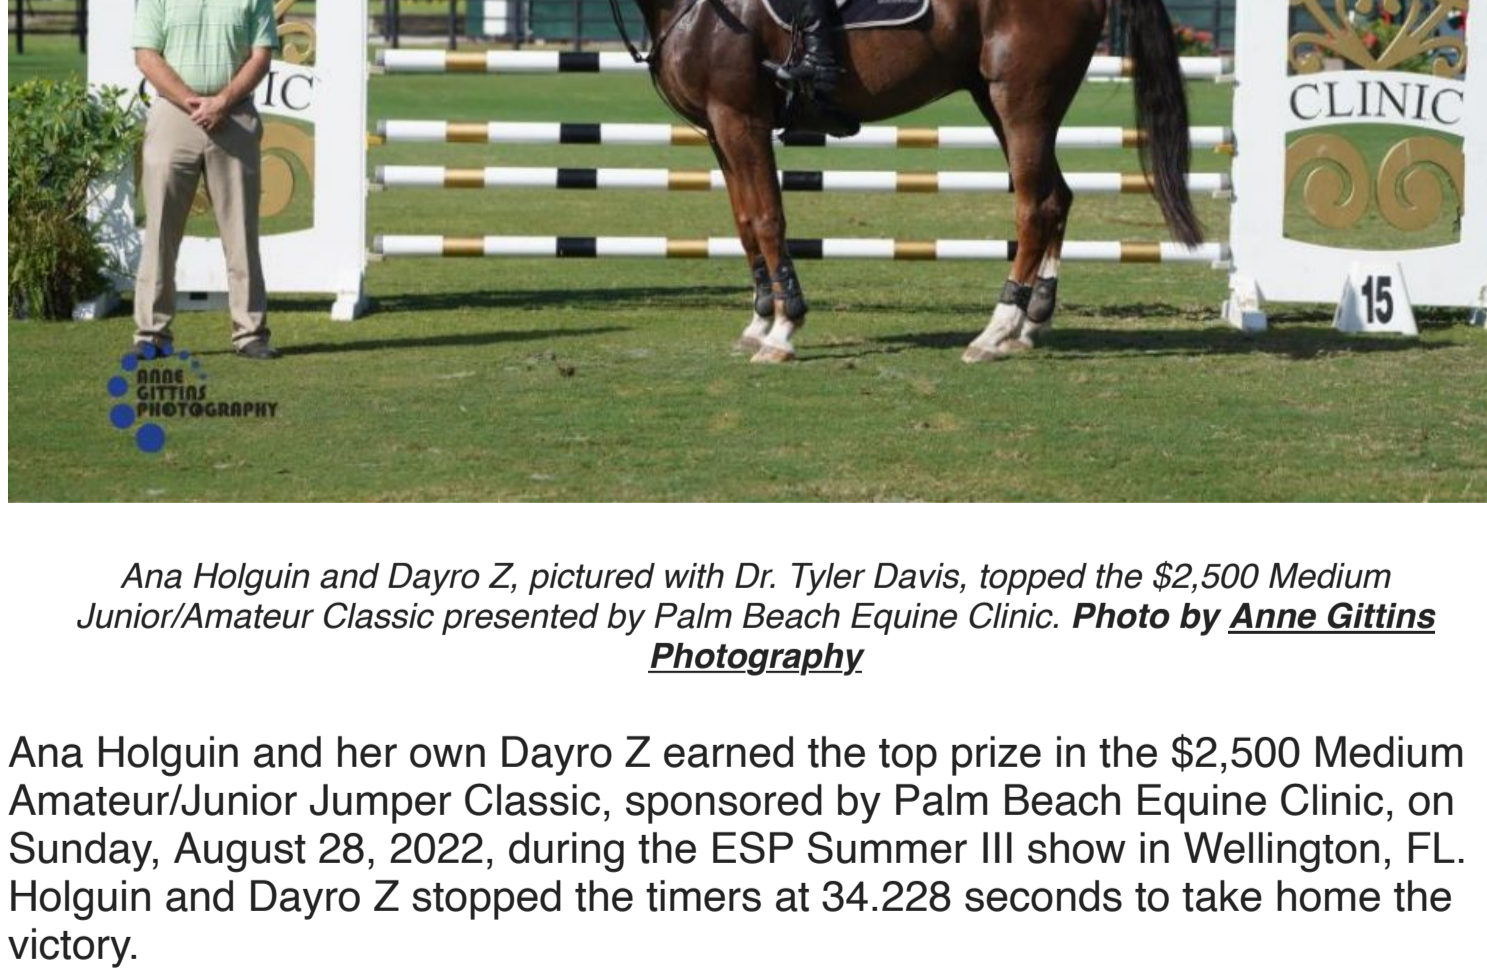 CLINIC
CLINIC
15
ANNE
GITTINS
PHOTOGRAPHY
Ana Holguin and Dayro Z, pictured with Dr. Tyler Davis, topped the $2,500 Medium
Junior/Amateur Classic presented by Palm Beach Equine Clinic. Photo by Anne Gittins
Photography
Ana Holguin and her own Dayro Z earned the top prize in the $2,500 Medium
Amateur/Junior Jumper Classic, sponsored by Palm Beach Equine Clinic, on
Sunday, August 28, 2022, during the ESP Summer III show in Wellington, FL.
Holguin and Dayro Z stopped the timers at 34.228 seconds to take home the
victory.